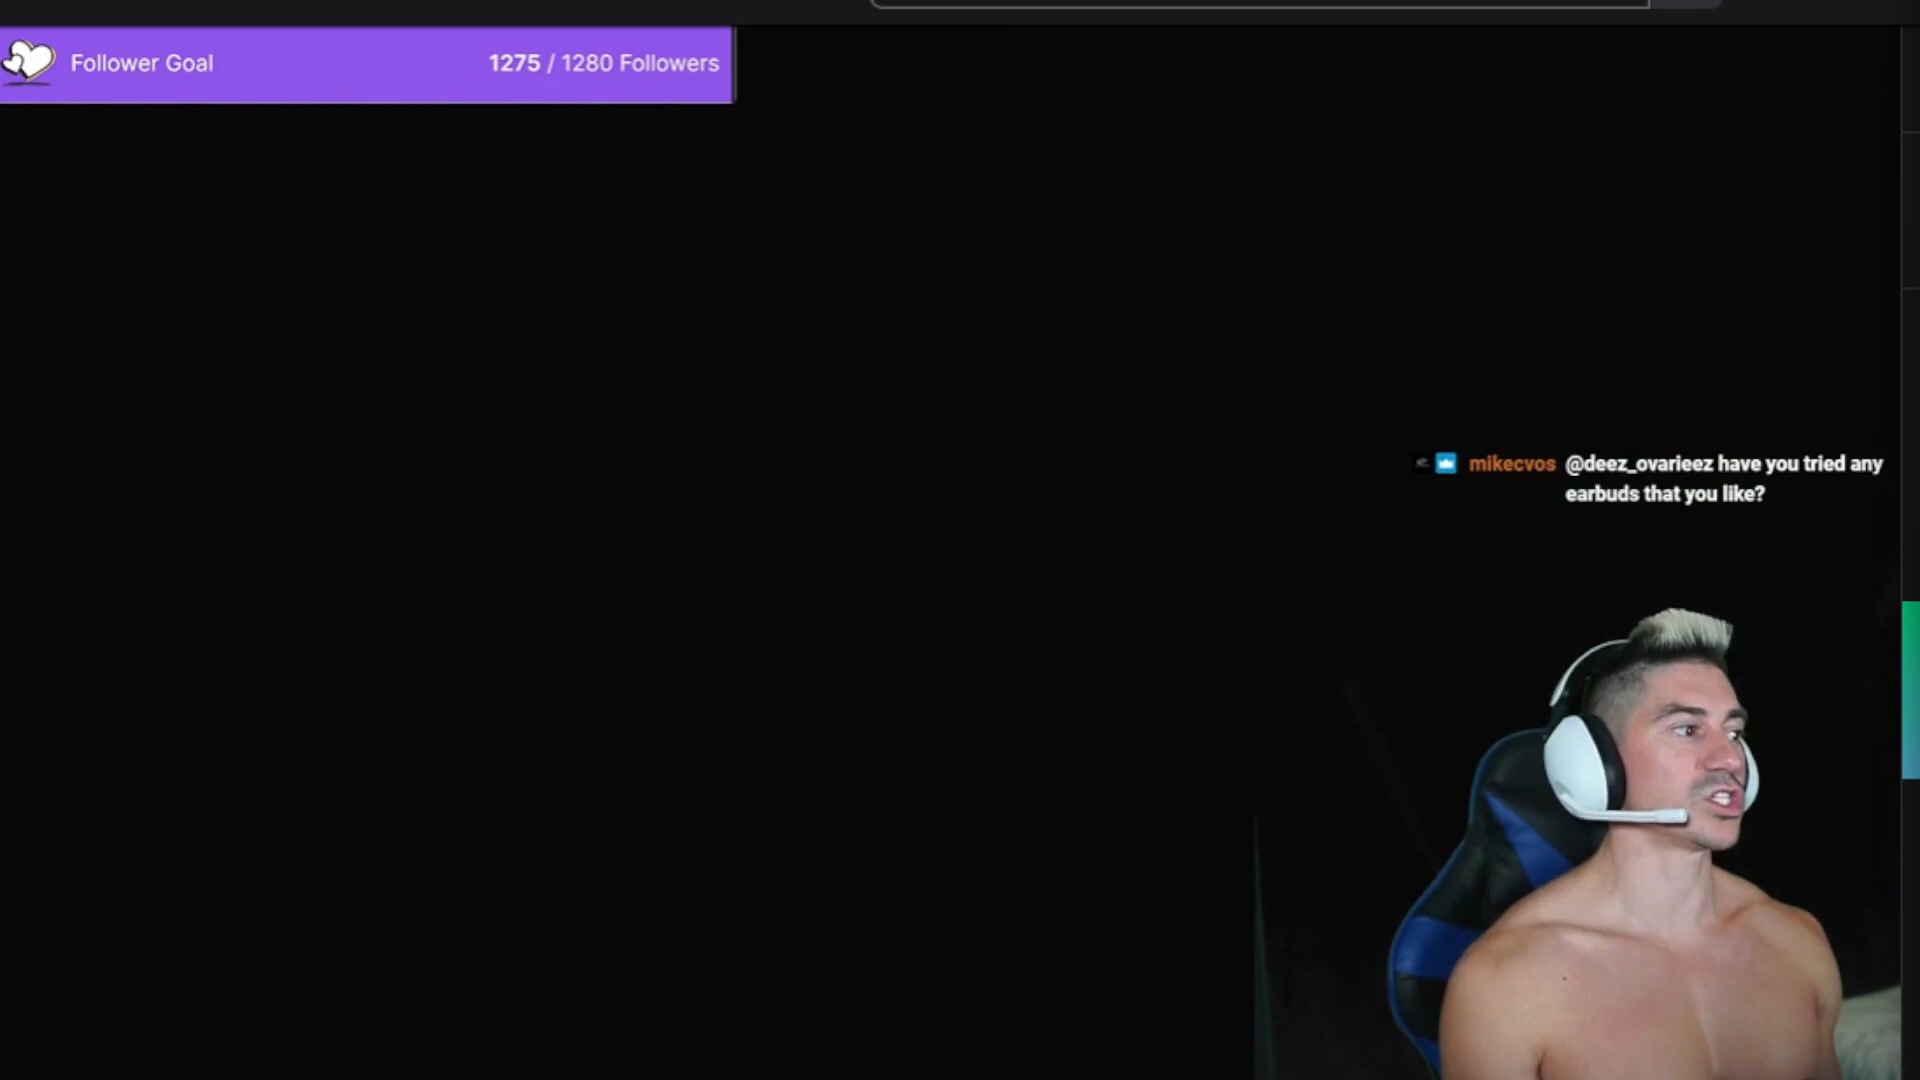 Follower Goal 1275 / 1280 Followers
mikecvos @deez_ovarieez have you tried any
earbuds that you like?